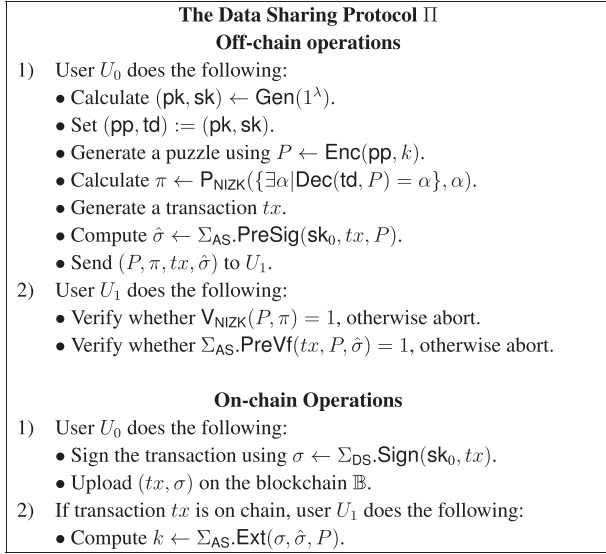 The Data Sharing Protocol Π
Off-chain operations
1) User U₀ does the following:
• Calculate (pk, sk) ← Gen(1^λ).
• Set (pp, td) := (pk, sk).
• Generate a puzzle using P ← Enc(pp, k).
• Calculate π ← P_NIZK({∃α|Dec(td, P) = α}, α).
• Generate a transaction tx.
• Compute σ̂ ← Σ_AS.PreSig(sk₀, tx, P).
• Send (P, π, tx, σ̂) to U₁.
2) User U₁ does the following:
• Verify whether V_NIZK(P, π) = 1, otherwise abort.
• Verify whether Σ_AS.PreVf(tx, P, σ̂) = 1, otherwise abort.
On-chain Operations
1) User U₀ does the following:
• Sign the transaction using σ ← Σ_DS.Sign(sk₀, tx).
• Upload (tx, σ) on the blockchain 𝔹.
2) If transaction tx is on chain, user U₁ does the following:
• Compute k ← Σ_AS.Ext(σ, σ̂, P).